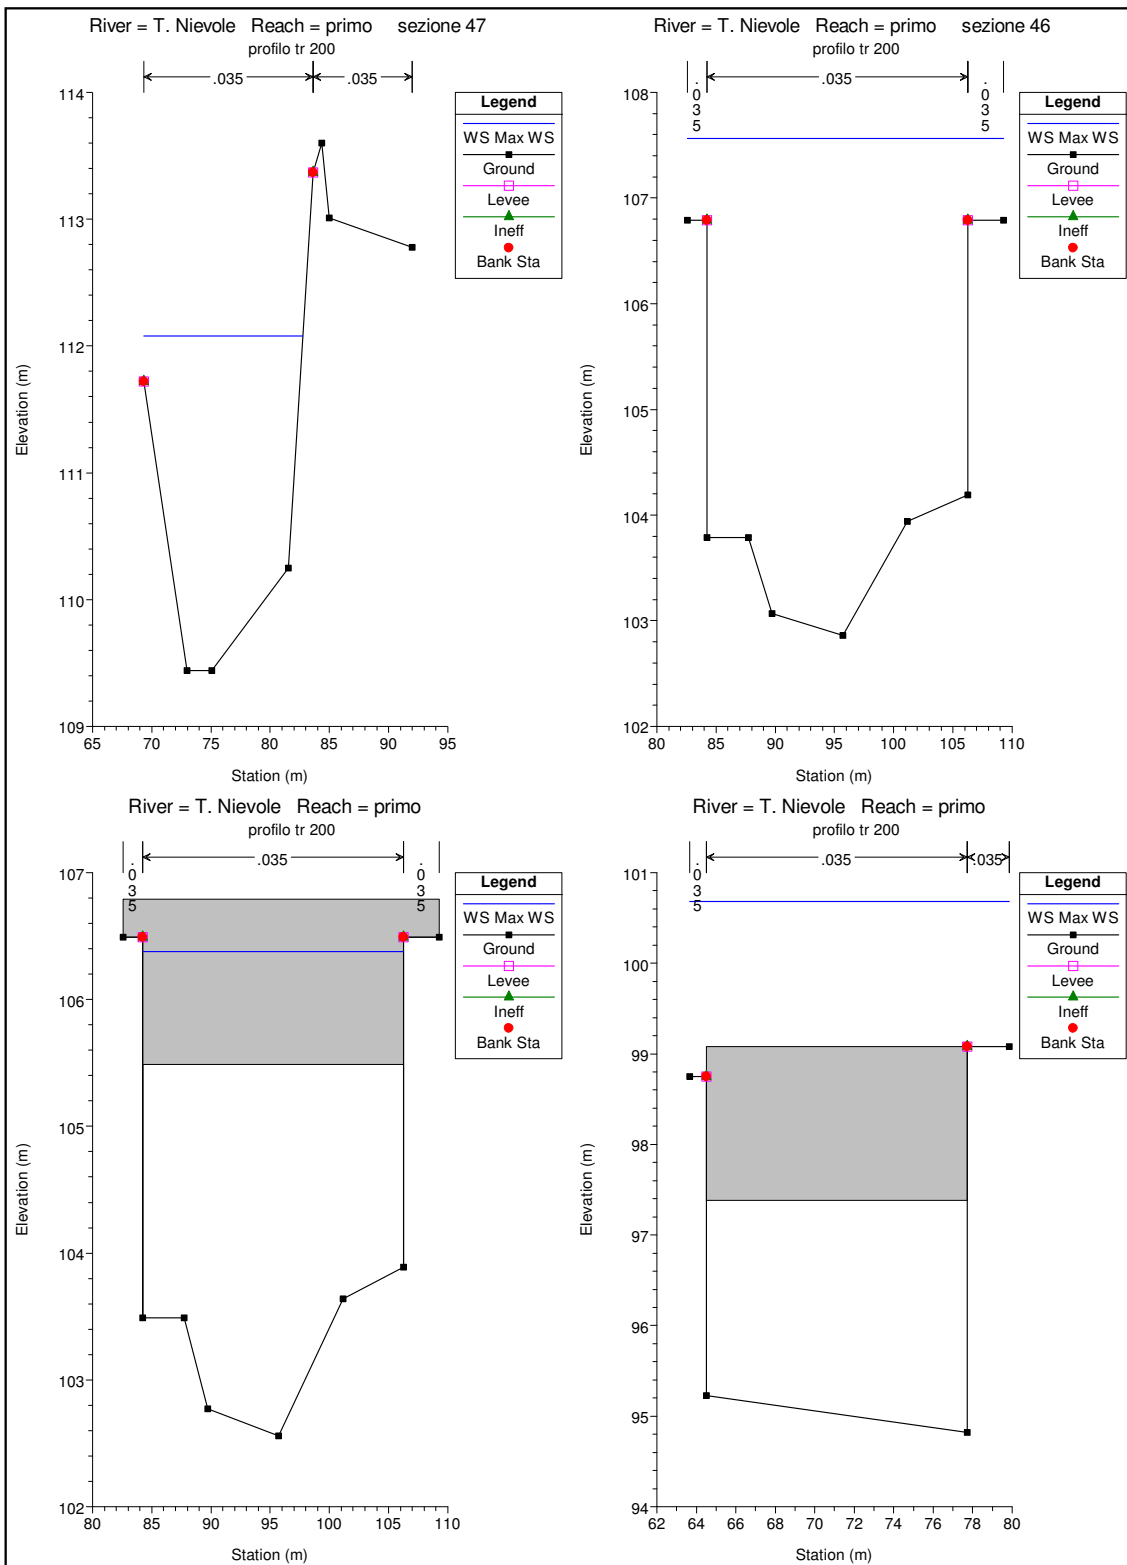 River = T. Nievole Reach = primo sezione 47
profilo tr 200
.035 .035
114
113
112
111
110
109
65 70 75 80 85 90 95
Elevation (m)
Station (m)
Legend
WS Max WS
Ground
Levee
Ineff
Bank Sta
River = T. Nievole Reach = primo sezione 46
profilo tr 200
.035 .035 .035
108
107
106
105
104
103
102
80 85 90 95 100 105 110
Elevation (m)
Station (m)
Legend
WS Max WS
Ground
Levee
Ineff
Bank Sta
River = T. Nievole Reach = primo
profilo tr 200
.035 .035 .035
107
106
105
104
103
102
80 85 90 95 100 105 110
Elevation (m)
Station (m)
Legend
WS Max WS
Ground
Levee
Ineff
Bank Sta
River = T. Nievole Reach = primo
profilo tr 200
.035 .035 .035
101
100
99
98
97
96
95
94
62 64 66 68 70 72 74 76 78 80
Elevation (m)
Station (m)
Legend
WS Max WS
Ground
Levee
Ineff
Bank Sta